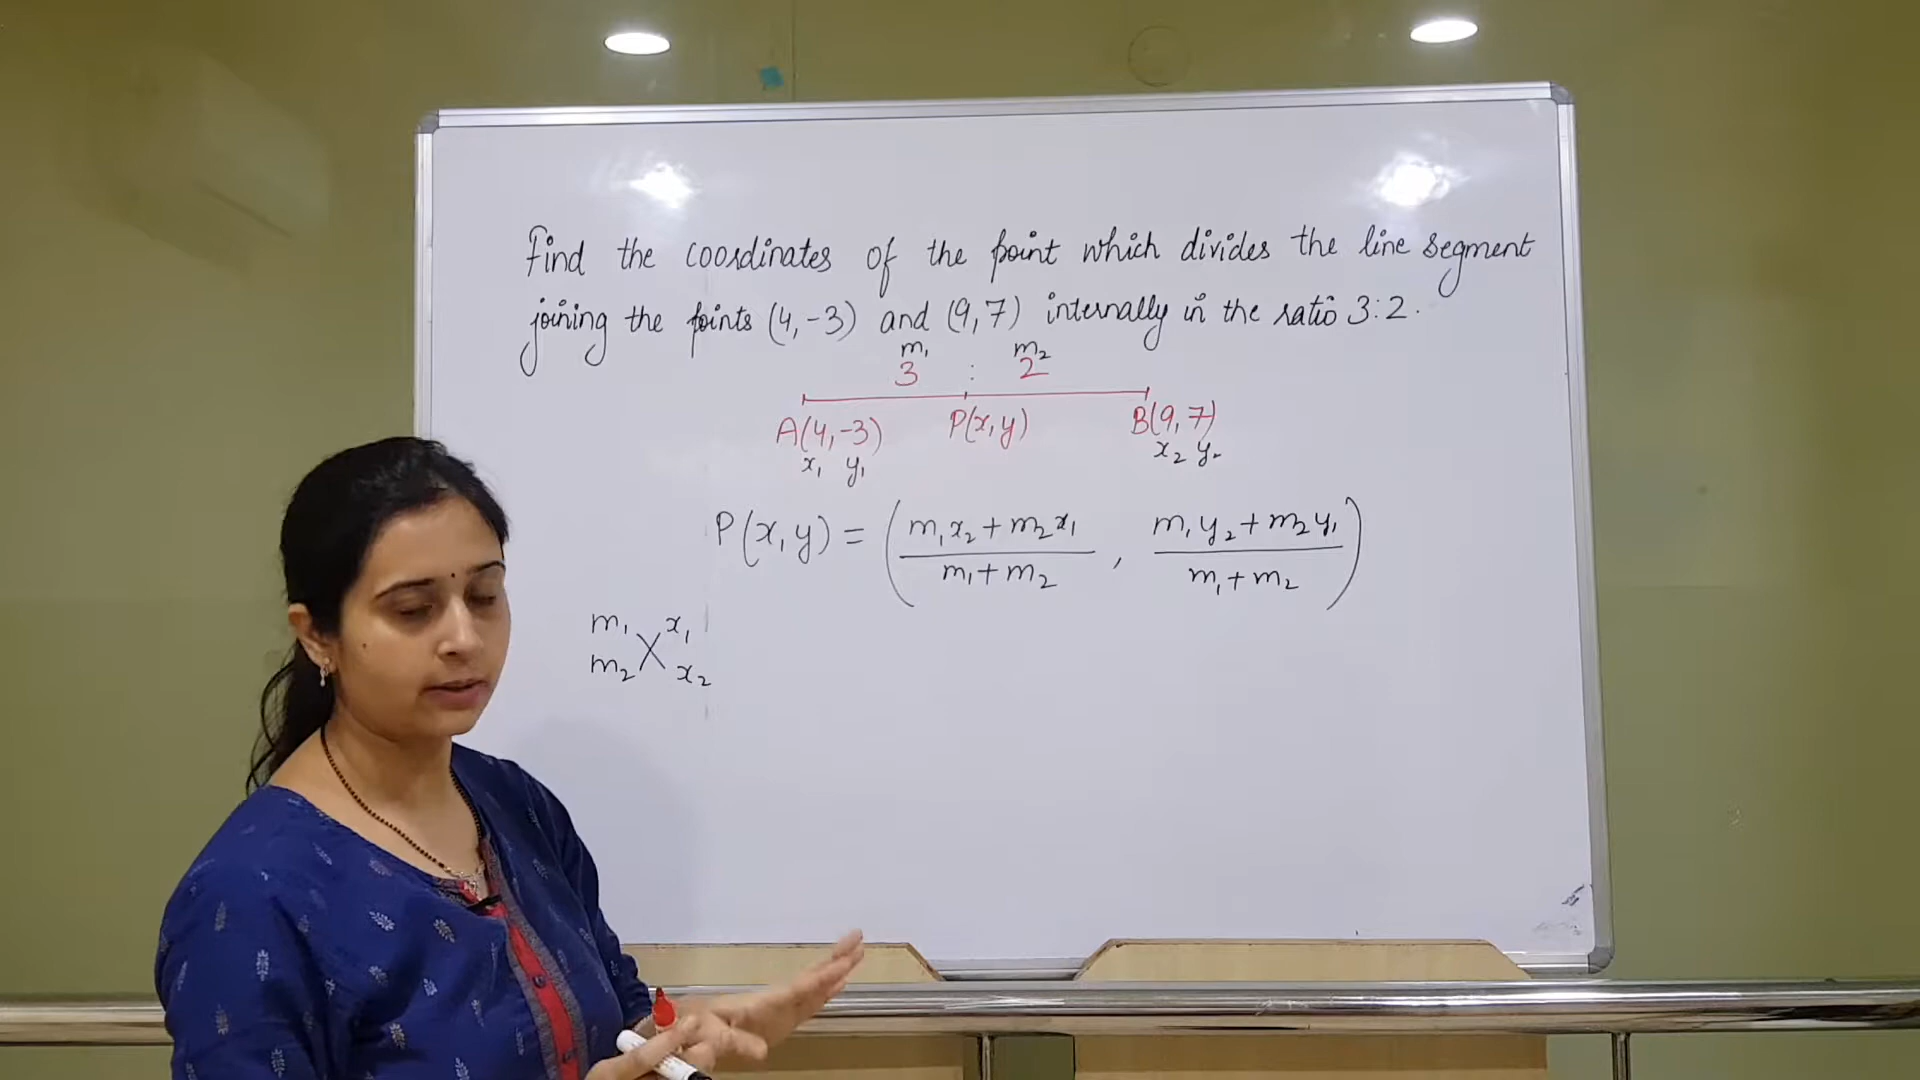 Find the coordinates of the point which divides the line segment
joining the points (4,-3) and (9,7) internally in the ratio 3:2.
m₁ m₂
3 : 2
A(4,-3) P(x,y) B(9,7)
x₁ y₁ x₂ y₂
P(x,y) = ( (m₁x₂+m₂x₁)/(m₁+m₂) , (m₁y₂+m₂y₁)/(m₁+m₂) )
m₁ x₁
m₂ x₂